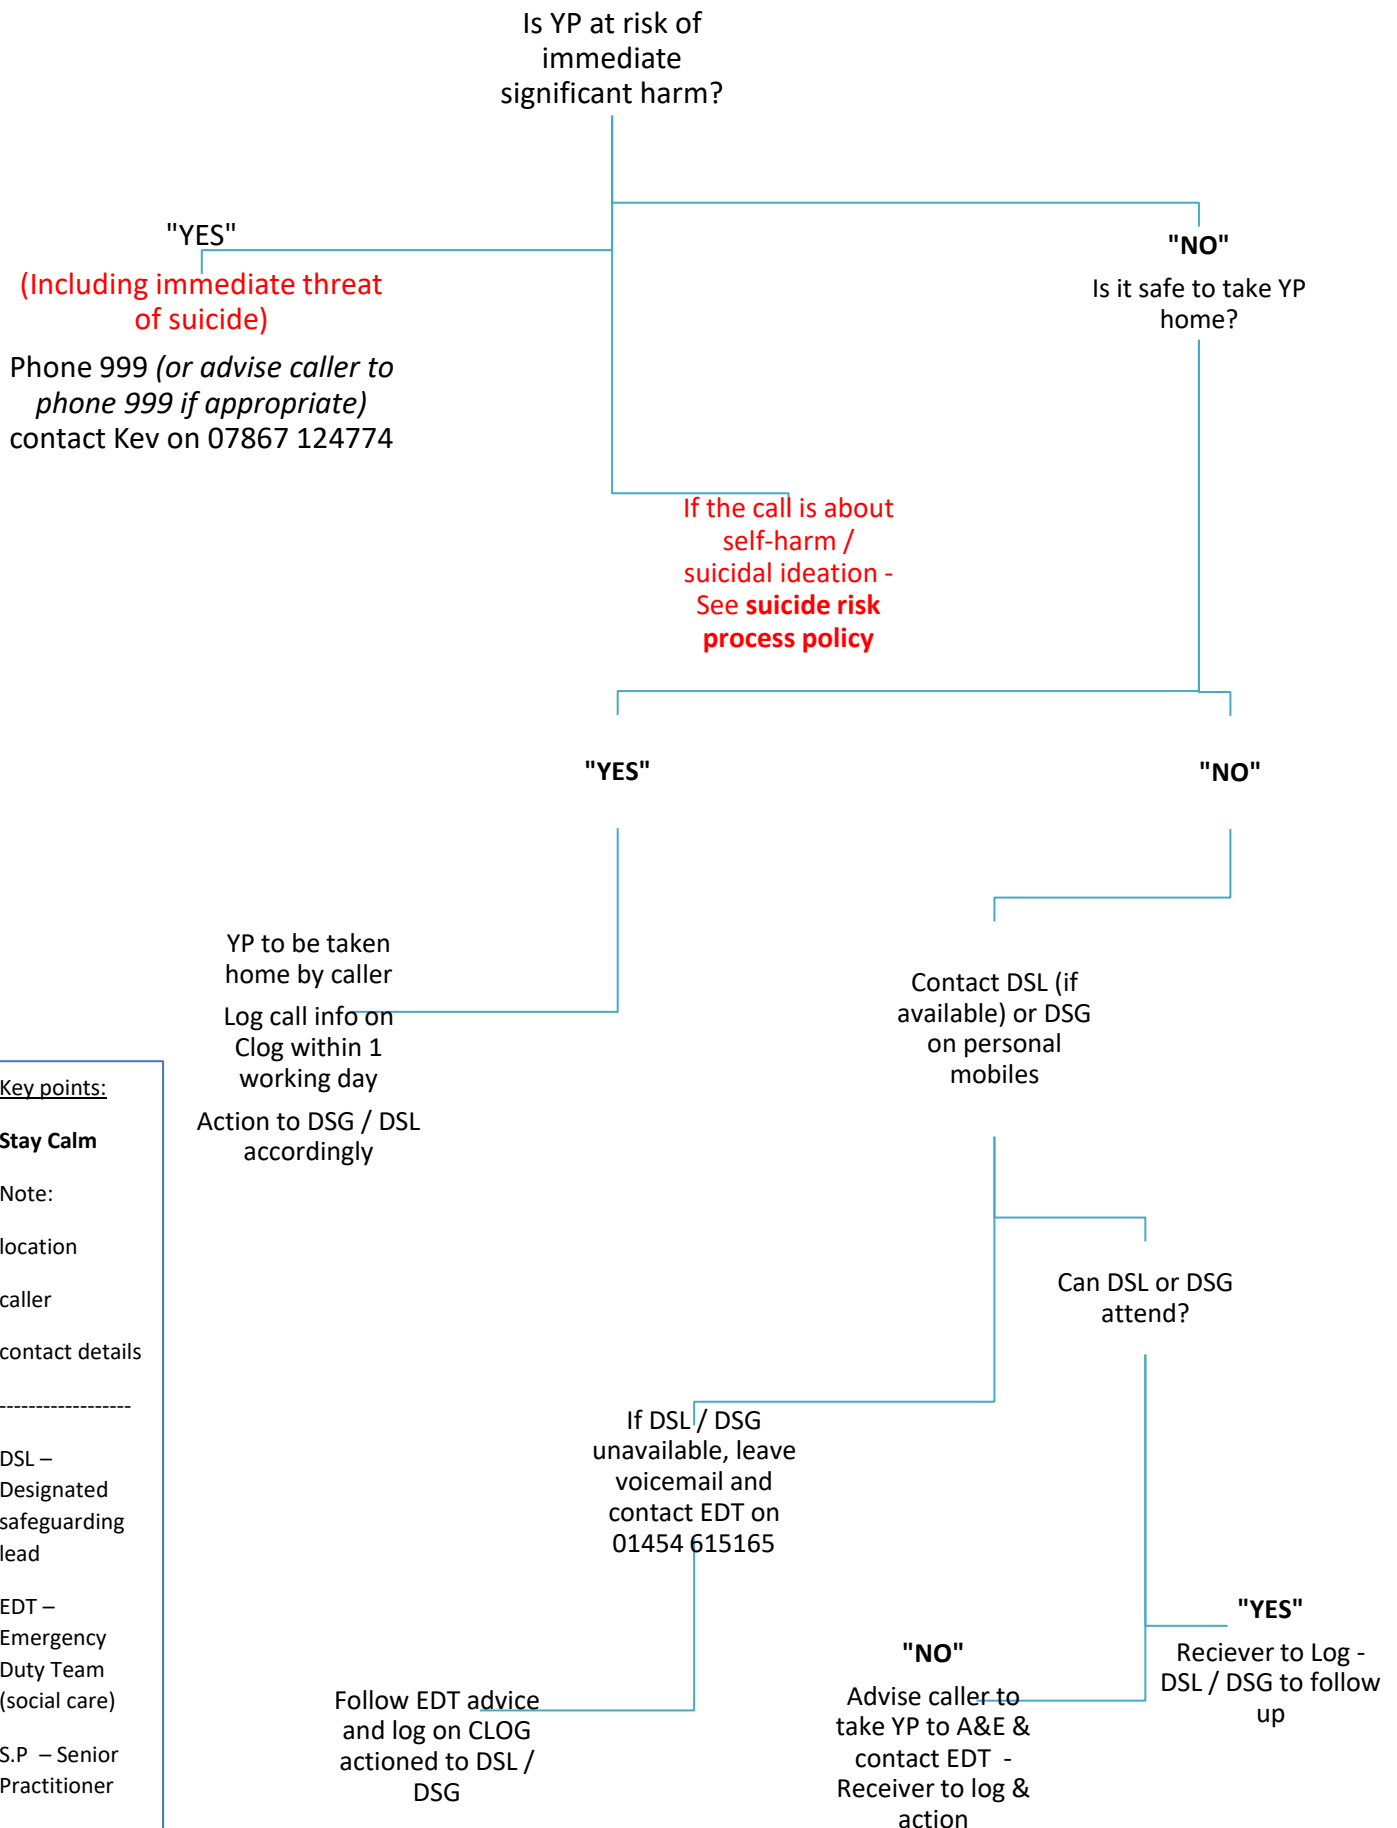 Is YP at risk of
immediate
significant harm?
"YES"
(Including immediate threat
of suicide)
Phone 999 (or advise caller to
phone 999 if appropriate)
contact Kev on 07867 124774
"NO"
Is it safe to take YP
home?
If the call is about
self-harm /
suicidal ideation -
See suicide risk
process policy
"YES"
"NO"
YP to be taken
home by caller
Log call info on
Clog within 1
working day
Action to DSG / DSL
accordingly
Contact DSL (if
available) or DSG
on personal
mobiles
Can DSL or DSG
attend?
If DSL / DSG
unavailable, leave
voicemail and
contact EDT on
01454 615165
Follow EDT advice
and log on CLOG
actioned to DSL /
DSG
"NO"
Advise caller to
take YP to A&E &
contact EDT -
Receiver to log &
action
"YES"
Reciever to Log -
DSL / DSG to follow
up
Key points:
Stay Calm
Note:
location
caller
contact details
------------------
DSL –
Designated
safeguarding
lead
EDT –
Emergency
Duty Team
(social care)
S.P – Senior
Practitioner